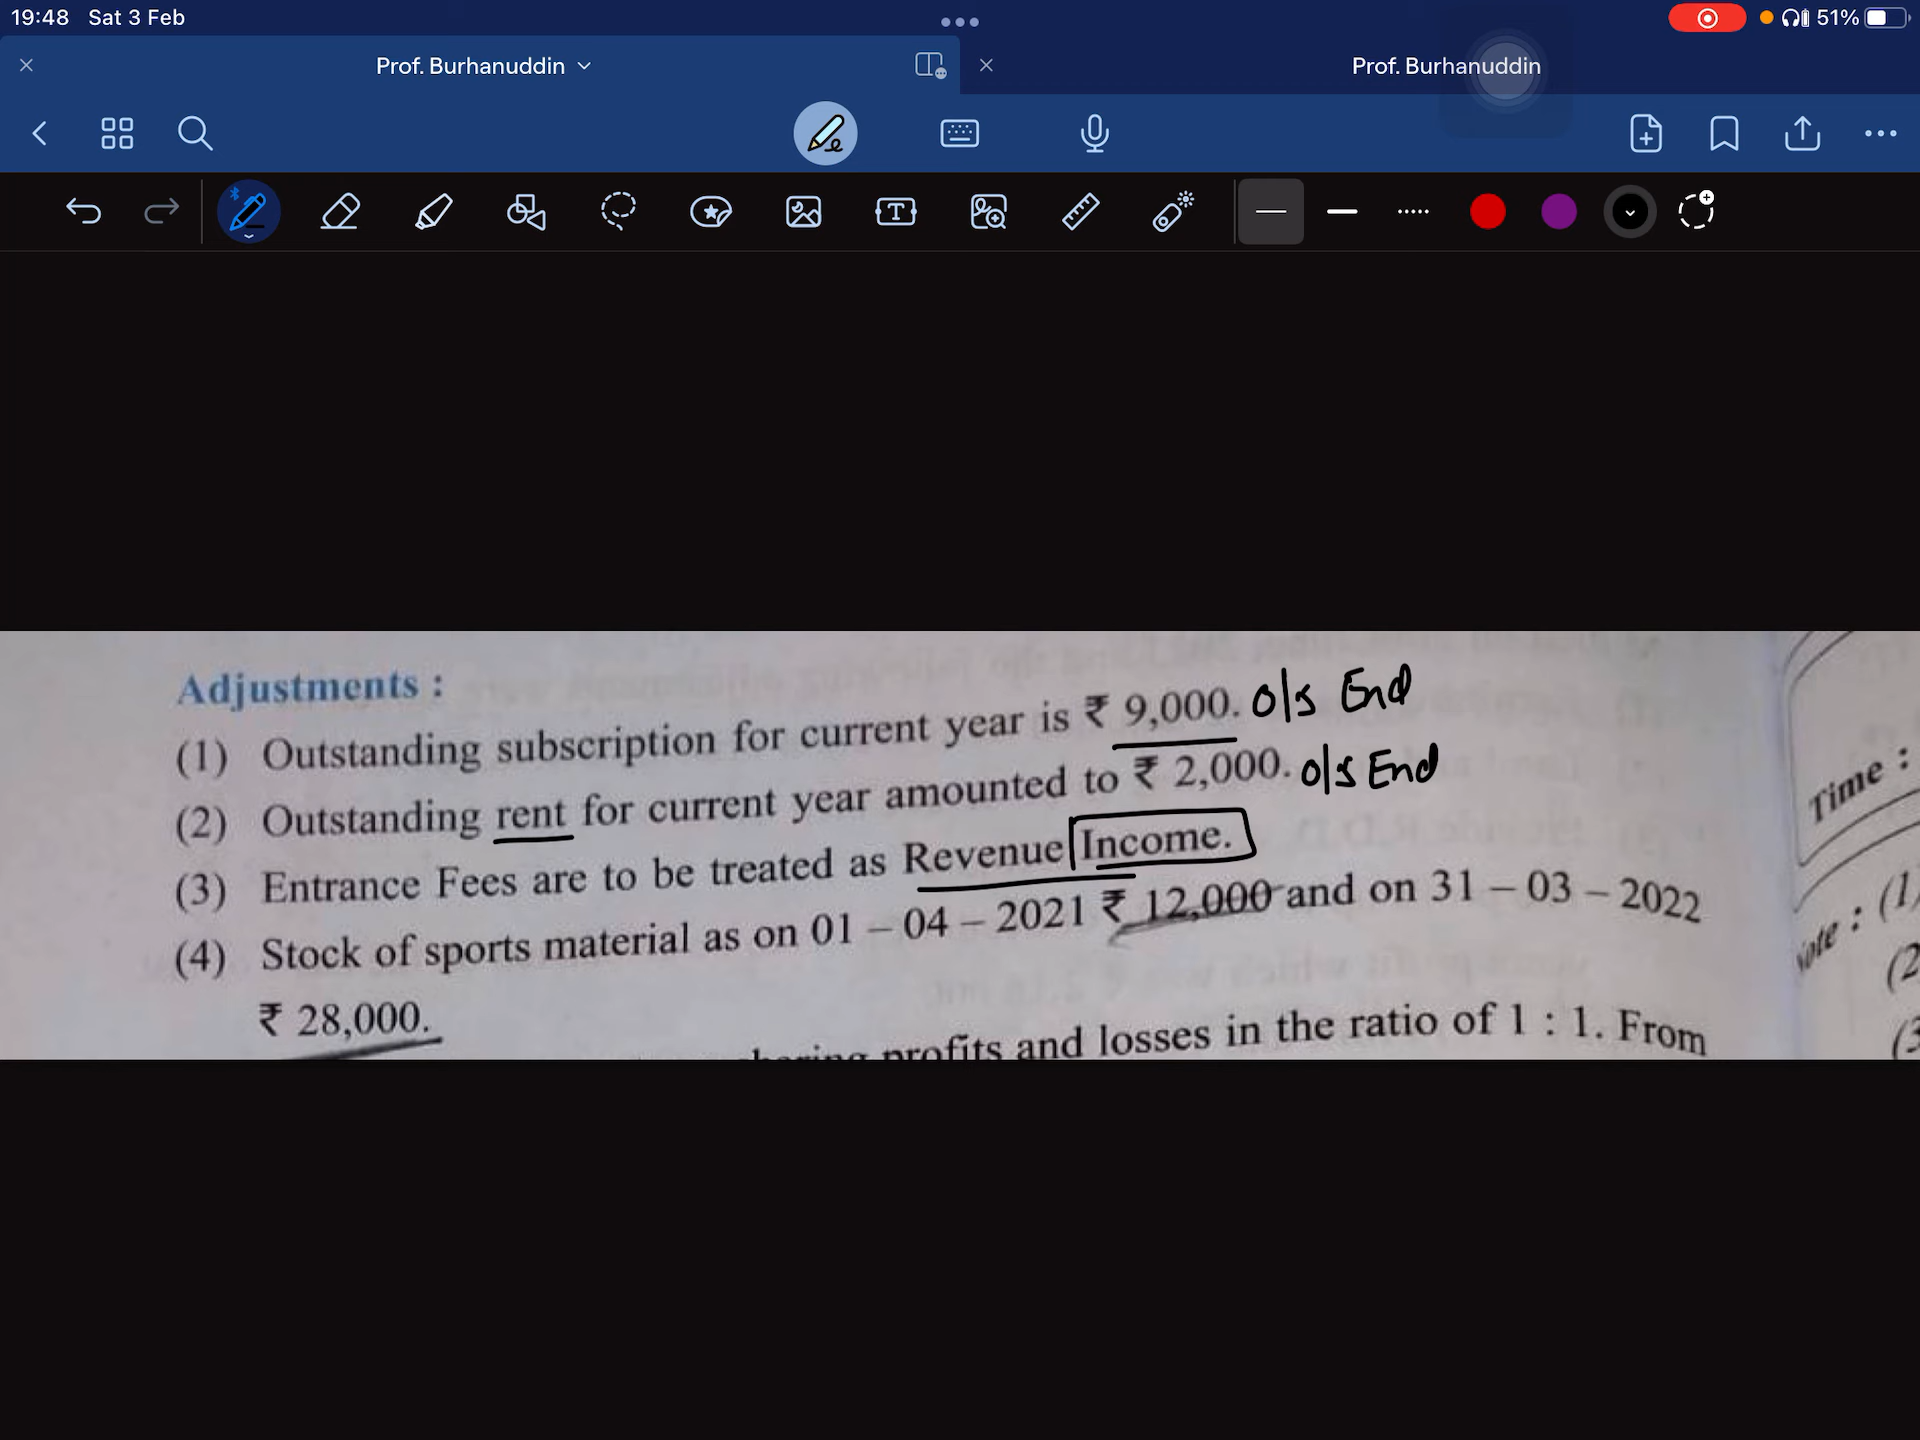 19:48 Sat 3 Feb
51%
Prof. Burhanuddin
Prof. Burhanuddin
Adjustments :
(1) Outstanding subscription for current year is ₹ 9,000. o/s End
(2) Outstanding rent for current year amounted to ₹ 2,000. o/s End
(3) Entrance Fees are to be treated as Revenue Income.
(4) Stock of sports material as on 01 – 04 – 2021 ₹ 12,000 and on 31 – 03 – 2022
₹ 28,000.
profits and losses in the ratio of 1 : 1. From
Time :
: (1)
(2
(3